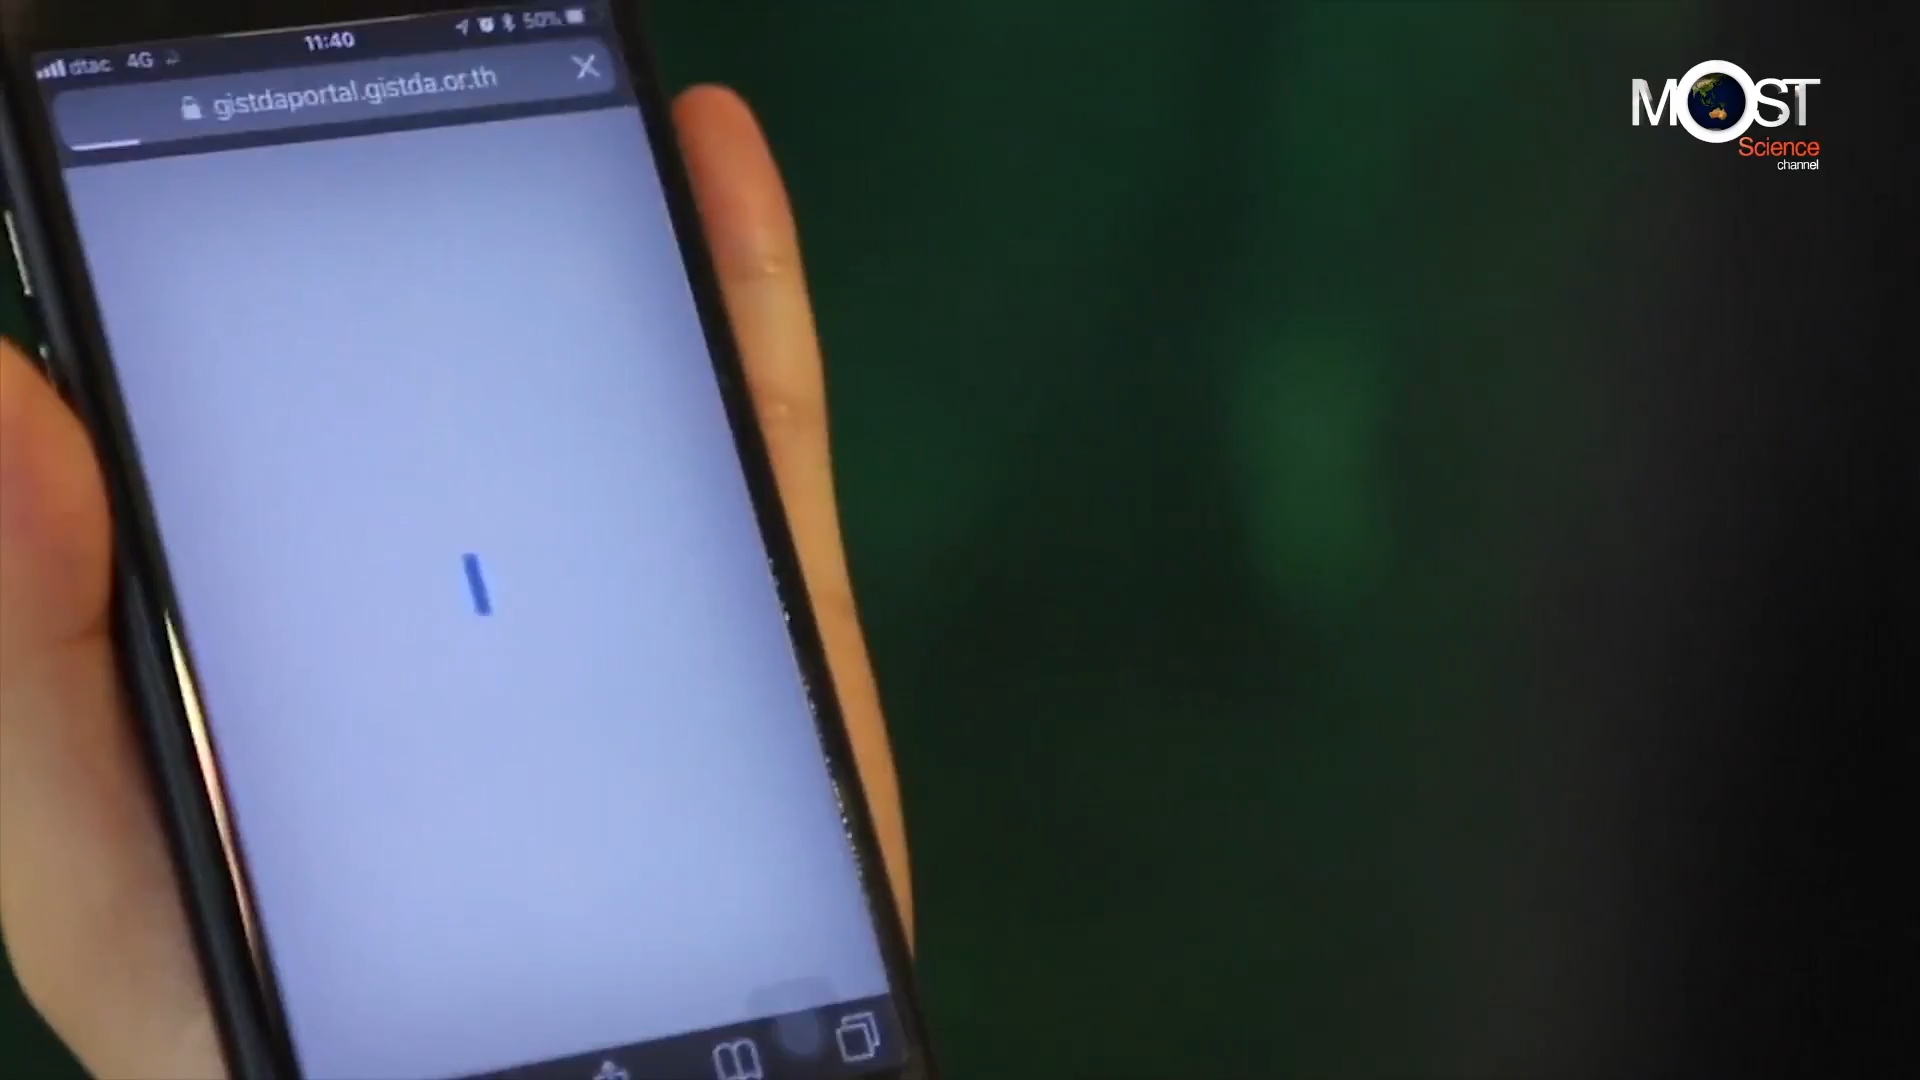 dtac 4G 11:40 50%
gistdaportal.gistda.or.th
MOST
Science
channel